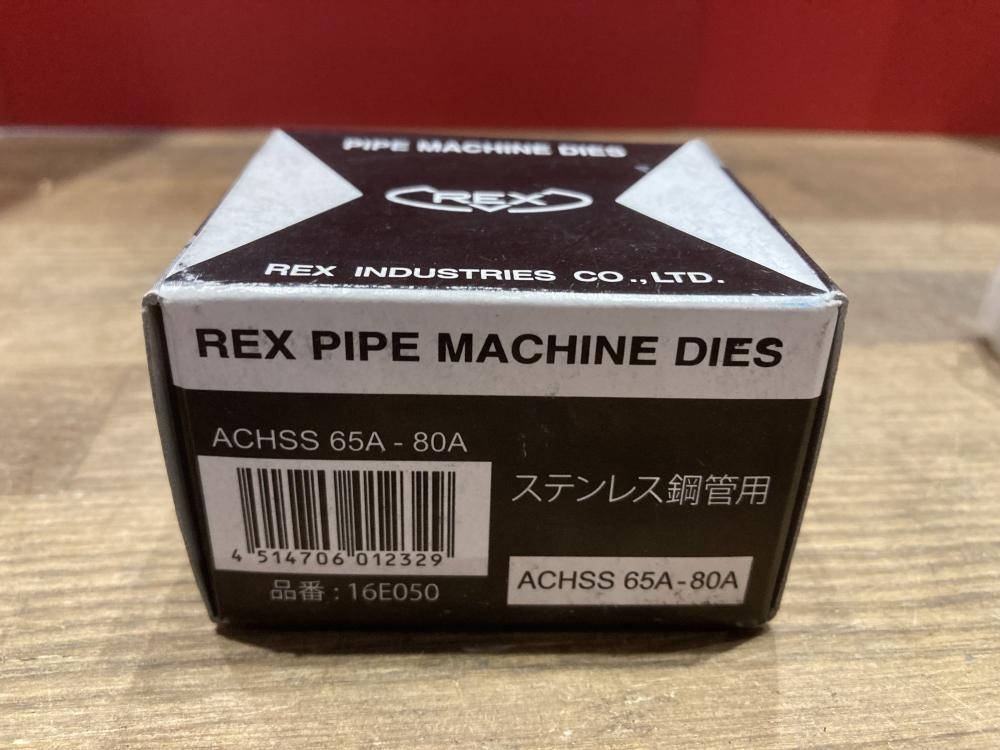 PIPE MACHINE DIES
REX
REX INDUSTRIES CO.,LTD.
REX PIPE MACHINE DIES
ACHSS 65A - 80A
ステンレス鋼管用
4 514706 012329
品番 : 16E050
ACHSS 65A-80A